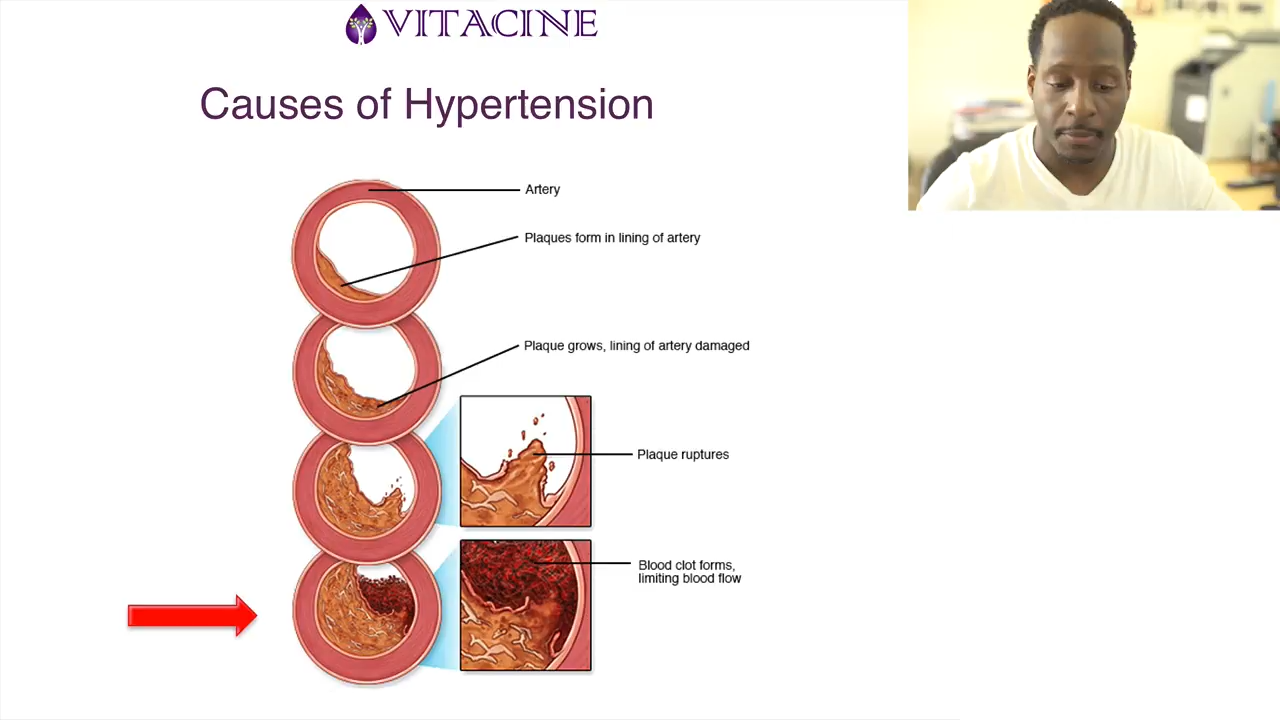 VITACINE
Causes of Hypertension
Artery
Plaques form in lining of artery
Plaque grows, lining of artery damaged
Plaque ruptures
Blood clot forms,
limiting blood flow